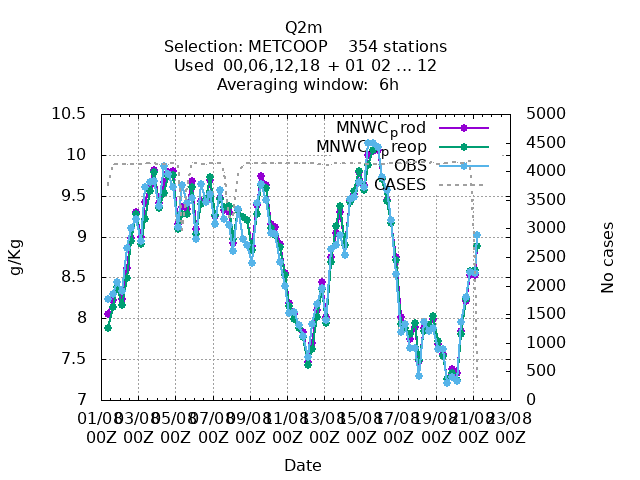 Q2m
Selection: METCOOP    354 stations
Used 00,06,12,18 + 01 02 ... 12
Averaging window: 6h
MNWC_prod
MNWC_preop
OBS
CASES
10.5
10
9.5
9
8.5
8
7.5
7
5000
4500
4000
3500
3000
2500
2000
1500
1000
500
0
g/Kg
No cases
01/08 03/08 05/08 07/08 09/08 11/08 13/08 15/08 17/08 19/08 21/08 23/08
00Z 00Z 00Z 00Z 00Z 00Z 00Z 00Z 00Z 00Z 00Z 00Z
Date